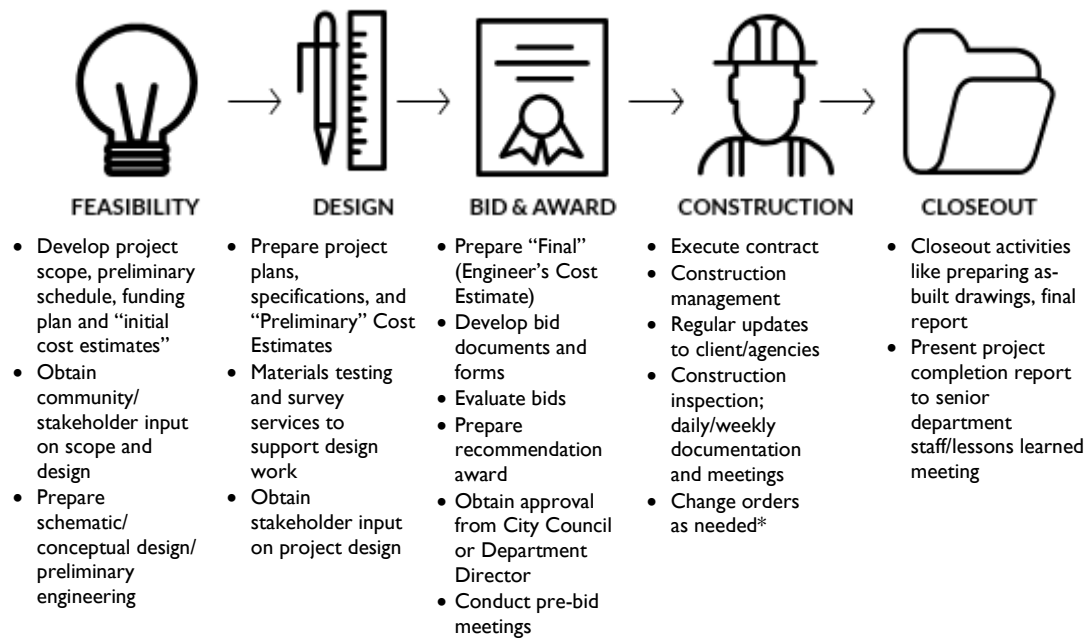 FEASIBILITY
• Develop project
scope, preliminary
schedule, funding
plan and “initial
cost estimates”
• Obtain
community/
stakeholder input
on scope and
design
• Prepare
schematic/
conceptual design/
preliminary
engineering
DESIGN
• Prepare project
plans,
specifications, and
“Preliminary” Cost
Estimates
• Materials testing
and survey
services to
support design
work
• Obtain
stakeholder input
on project design
BID & AWARD
• Prepare “Final”
(Engineer’s Cost
Estimate)
• Develop bid
documents and
forms
• Evaluate bids
• Prepare
recommendation
award
• Obtain approval
from City Council
or Department
Director
• Conduct pre-bid
meetings
CONSTRUCTION
• Execute contract
• Construction
management
• Regular updates
to client/agencies
• Construction
inspection;
daily/weekly
documentation
and meetings
• Change orders
as needed*
CLOSEOUT
• Closeout activities
like preparing as-
built drawings, final
report
• Present project
completion report
to senior
department
staff/lessons learned
meeting